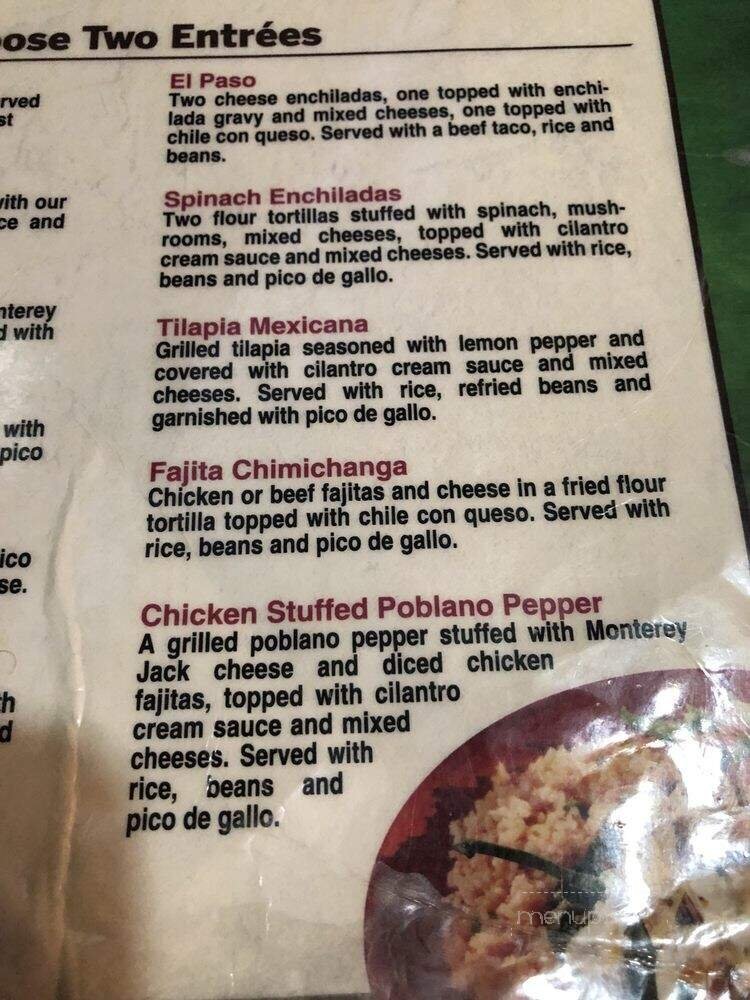 oose Two Entrées
rved
st
with our
ce and
nterey
d with
with
pico
ico
se.
h
d
El Paso
Two cheese enchiladas, one topped with enchi-
lada gravy and mixed cheeses, one topped with
chile con queso. Served with a beef taco, rice and
beans.
Spinach Enchiladas
Two flour tortillas stuffed with spinach, mush-
rooms, mixed cheeses, topped with cilantro
cream sauce and mixed cheeses. Served with rice,
beans and pico de gallo.
Tilapia Mexicana
Grilled tilapia seasoned with lemon pepper and
covered with cilantro cream sauce and mixed
cheeses. Served with rice, refried beans and
garnished with pico de gallo.
Fajita Chimichanga
Chicken or beef fajitas and cheese in a fried flour
tortilla topped with chile con queso. Served with
rice, beans and pico de gallo.
Chicken Stuffed Poblano Pepper
A grilled poblano pepper stuffed with Monterey
Jack cheese and diced chicken
fajitas, topped with cilantro
cream sauce and mixed
cheeses. Served with
rice, beans and
pico de gallo.